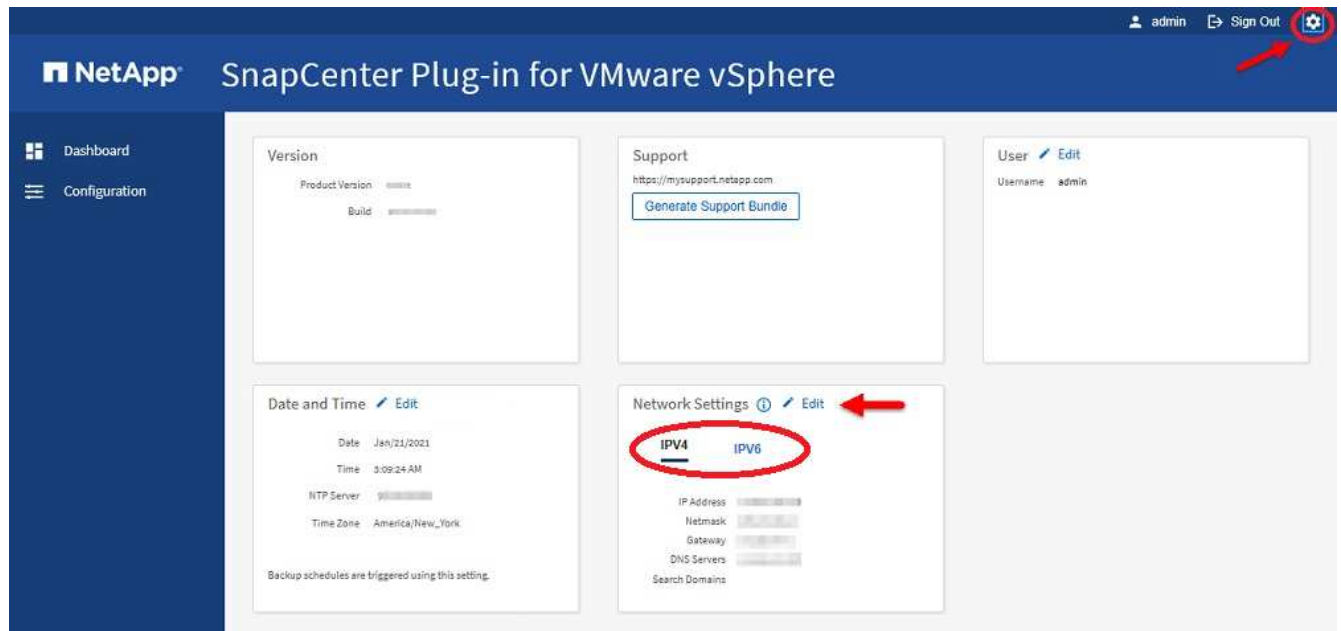 admin Sign Out
NetApp SnapCenter Plug-in for VMware vSphere
Dashboard
Configuration
Version
Product Version
Build
Support
https://mysupport.netapp.com
Generate Support Bundle
User Edit
Username admin
Date and Time Edit
Date Jan/21/2021
Time 3:09:24 AM
NTP Server
Time Zone America/New_York
Backup schedules are triggered using this setting.
Network Settings Edit
IPV4 IPV6
IP Address
Netmask
Gateway
DNS Servers
Search Domains